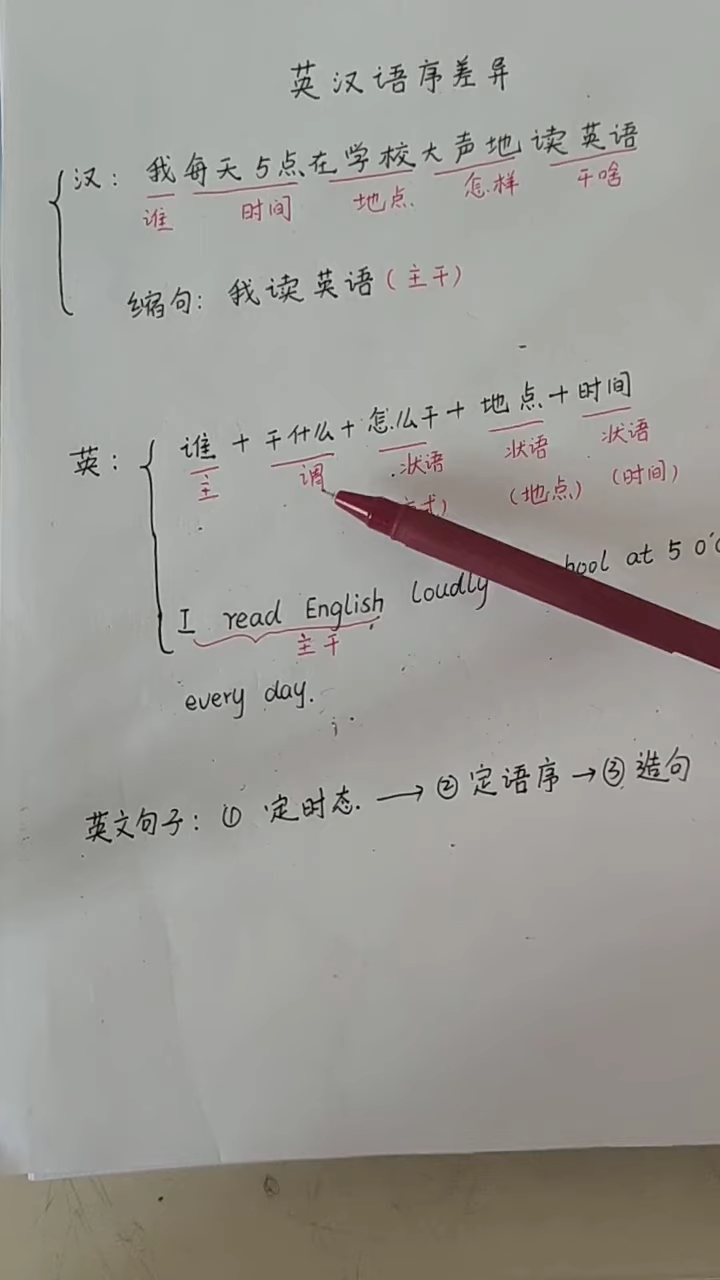 英汉语序差异
汉：我每天5点在学校大声地读英语
谁 时间 地点 怎样 干啥
缩句：我读英语（主干）
英：谁+干什么+怎么干+地点+时间
主 谓 状语 状语 状语
式) (地点) (时间)
I read English loudly hool at 5 o'c
主干
every day.
英文句子：① 定时态. → ② 定语序 → ③ 造句